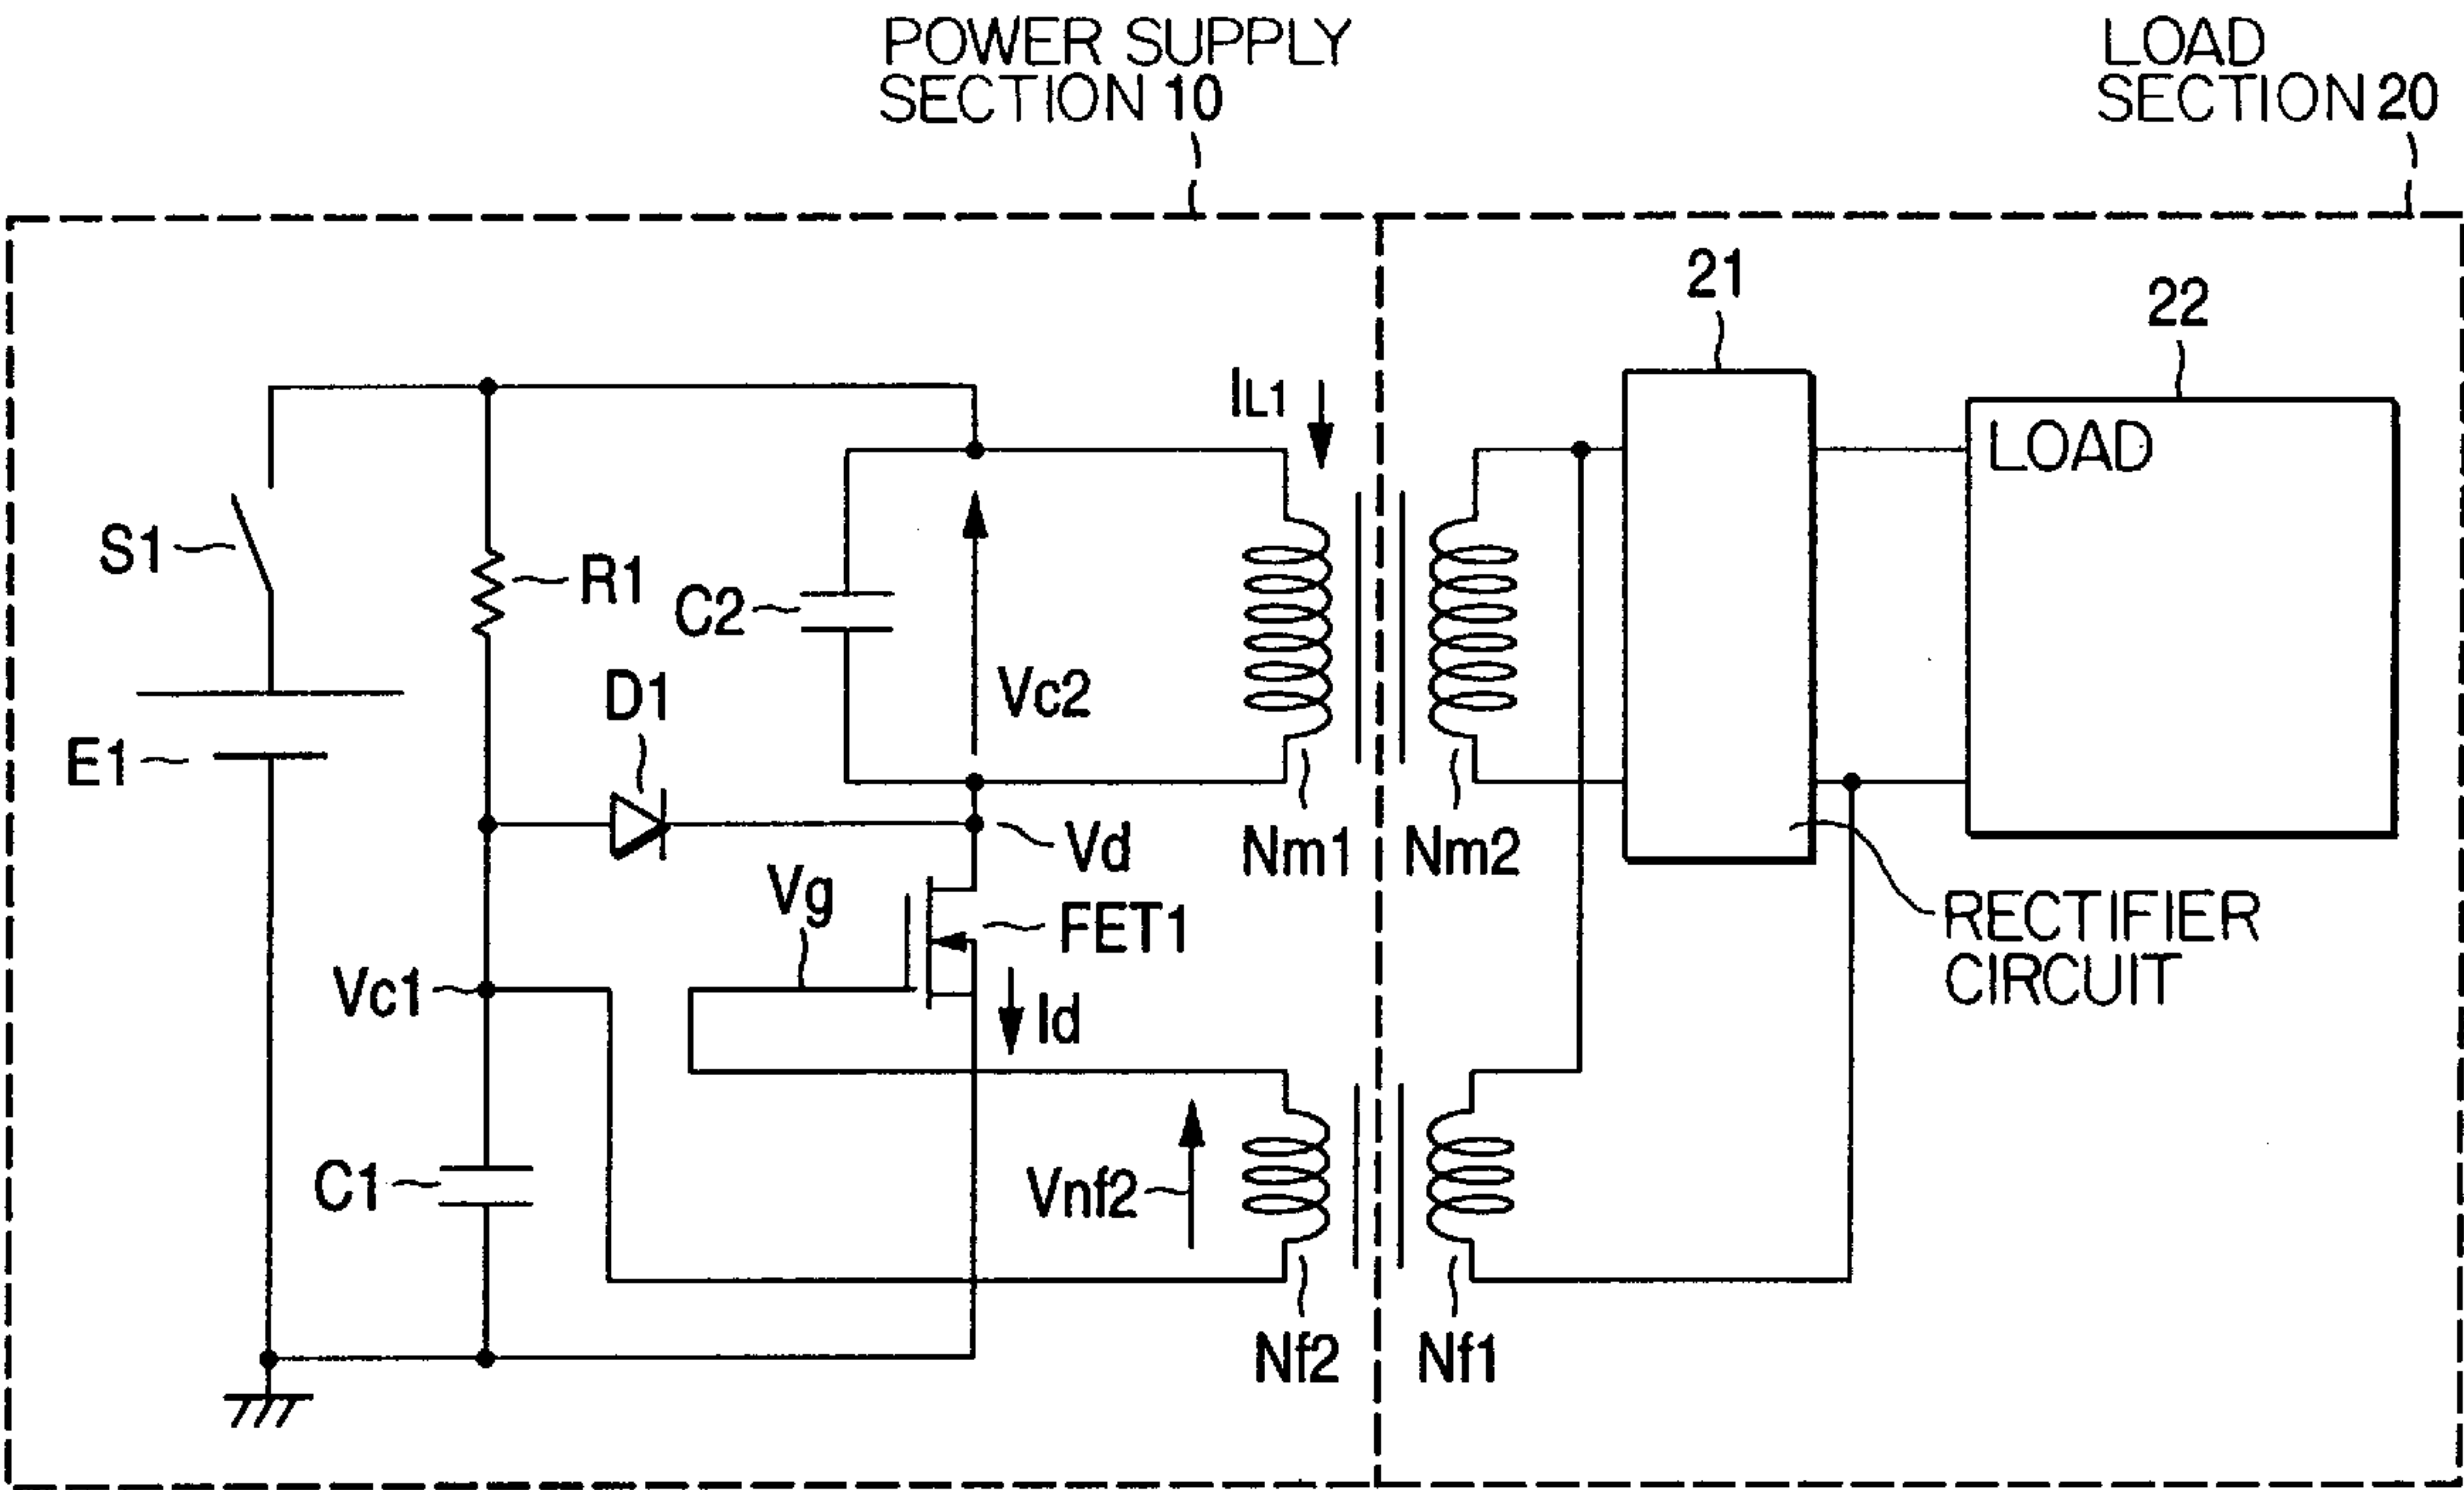 POWER SUPPLY
SECTION 10
LOAD
SECTION 20
21
22
IL1
LOAD
S1
R1
C2
D1
Vc2
E1
Vd
Nm1
Nm2
Vg
FET1
RECTIFIER
CIRCUIT
Vc1
Id
C1
Vnf2
Nf2
Nf1